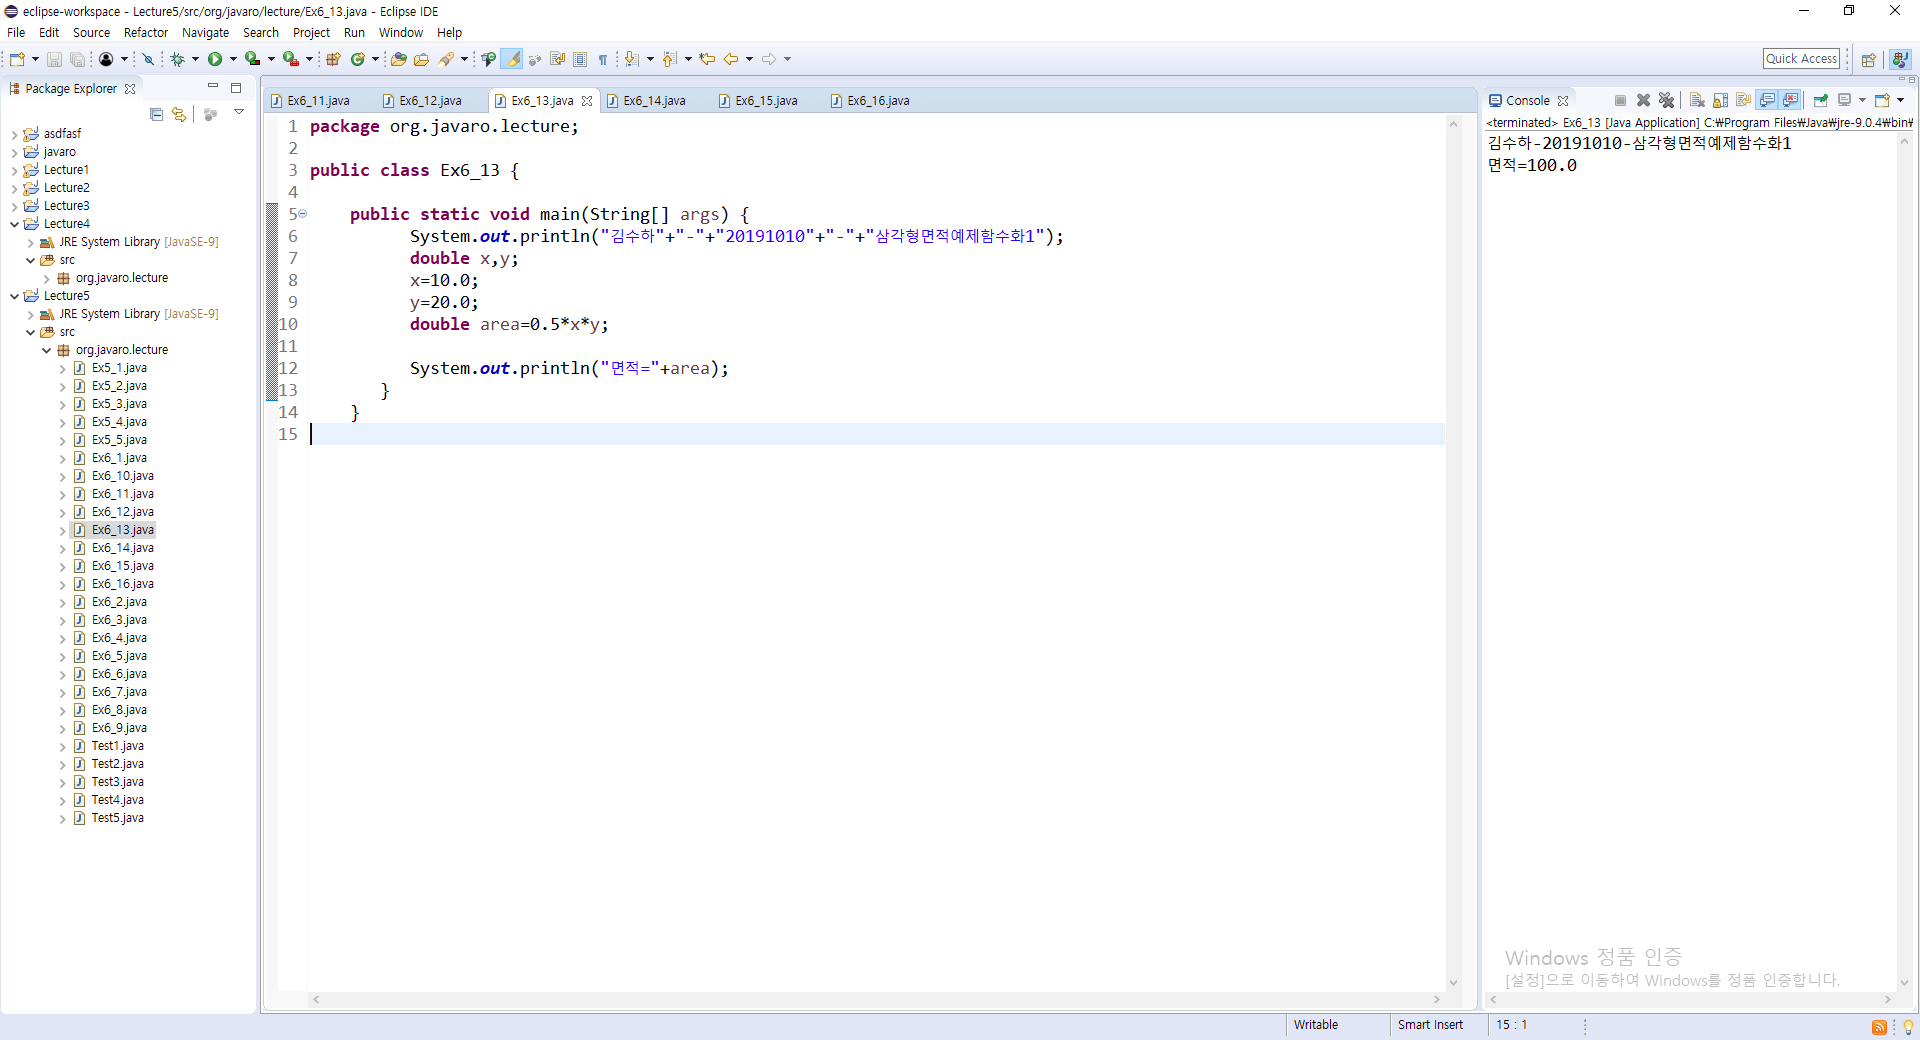 eclipse-workspace - Lecture5/src/org/javaro/lecture/Ex6_13.java - Eclipse IDE
File Edit Source Refactor Navigate Search Project Run Window Help
Quick Access
Package Explorer
asdfasf
javaro
Lecture1
Lecture2
Lecture3
Lecture4
JRE System Library [JavaSE-9]
src
org.javaro.lecture
Lecture5
JRE System Library [JavaSE-9]
src
org.javaro.lecture
Ex5_1.java
Ex5_2.java
Ex5_3.java
Ex5_4.java
Ex5_5.java
Ex6_1.java
Ex6_10.java
Ex6_11.java
Ex6_12.java
Ex6_13.java
Ex6_14.java
Ex6_15.java
Ex6_16.java
Ex6_2.java
Ex6_3.java
Ex6_4.java
Ex6_5.java
Ex6_6.java
Ex6_7.java
Ex6_8.java
Ex6_9.java
Test1.java
Test2.java
Test3.java
Test4.java
Test5.java
Ex6_11.java Ex6_12.java Ex6_13.java Ex6_14.java Ex6_15.java Ex6_16.java
1 package org.javaro.lecture;
2
3 public class Ex6_13 {
4
5 public static void main(String[] args) {
6 System.out.println("김수하"+"-"+"20191010"+"-"+"삼각형면적예제함수화1");
7 double x,y;
8 x=10.0;
9 y=20.0;
10 double area=0.5*x*y;
11
12 System.out.println("면적="+area);
13 }
14 }
15
Console
<terminated> Ex6_13 [Java Application] C:₩Program Files₩Java₩jre-9.0.4₩bin₩
김수하-20191010-삼각형면적예제함수화1
면적=100.0
Windows 정품 인증
[설정]으로 이동하여 Windows를 정품 인증합니다.
Writable Smart Insert 15 : 1